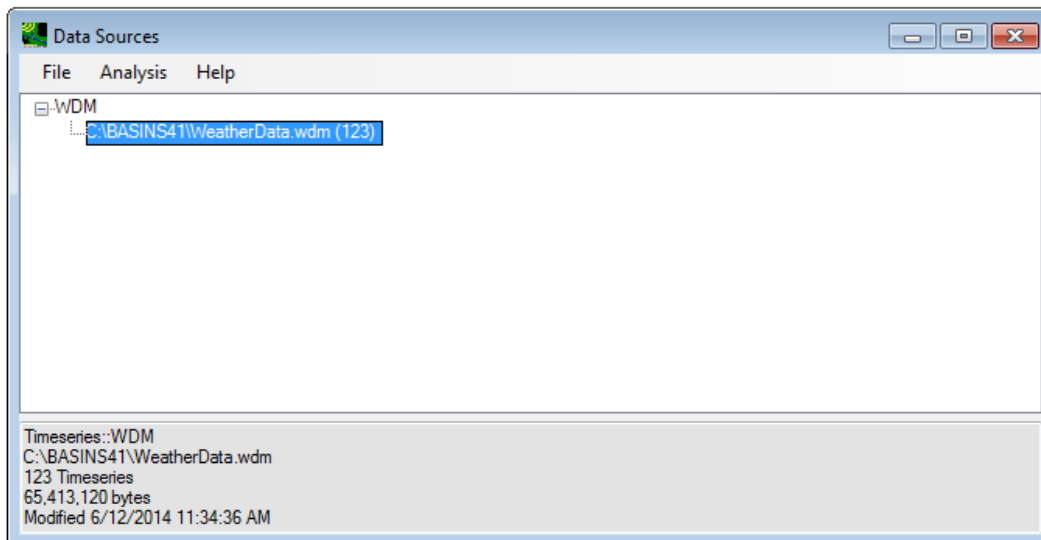 Data Sources
File Analysis Help
WDM
C:\BASINS41\WeatherData.wdm (123)
Timeseries::WDM
C:\BASINS41\WeatherData.wdm
123 Timeseries
65,413,120 bytes
Modified 6/12/2014 11:34:36 AM